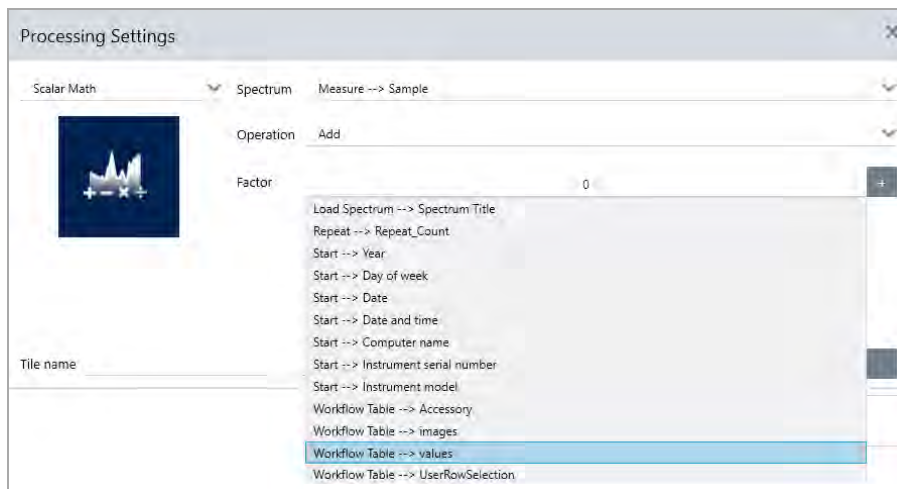 Processing Settings
Scalar Math
Spectrum
Measure --> Sample
Operation
Add
Factor
0
+
Load Spectrum --> Spectrum Title
Repeat --> Repeat_Count
Start --> Year
Start --> Day of week
Start --> Date
Start --> Date and time
Start --> Computer name
Start --> Instrument serial number
Start --> Instrument model
Workflow Table --> Accessory
Workflow Table --> images
Workflow Table --> values
Workflow Table --> UserRowSelection
Tile name